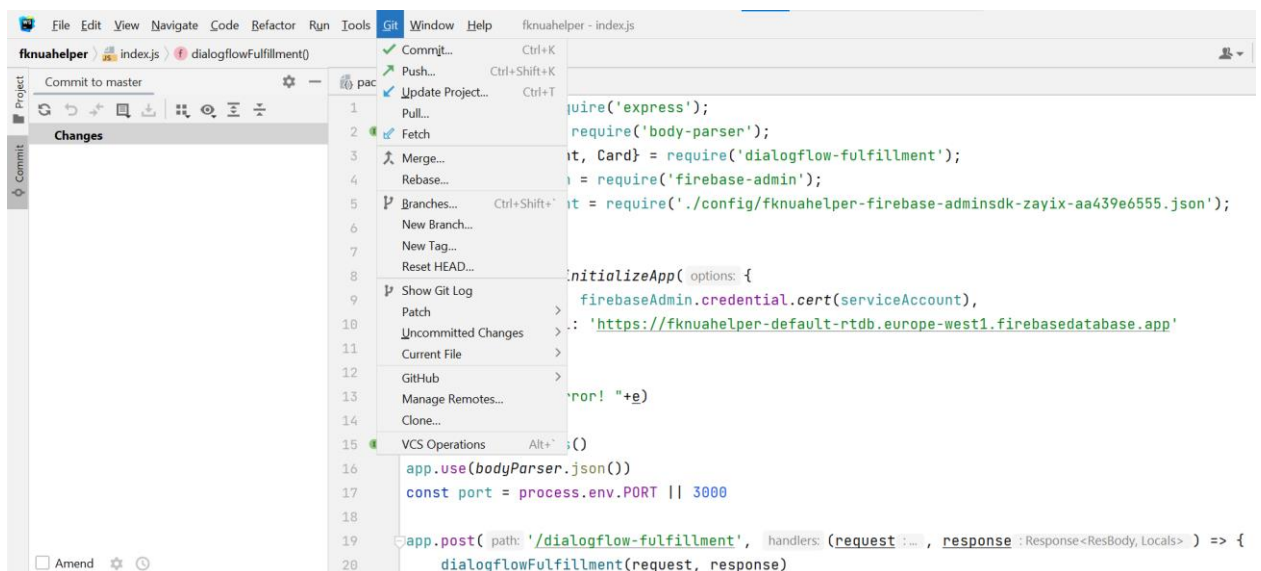 File Edit View Navigate Code Refactor Run Tools Git Window Help fknuahelper - index.js
fknuahelper index.js dialogflowFulfillment()
Project
Commit
Commit to master
Changes
Amend
Commit... Ctrl+K
Push... Ctrl+Shift+K
Update Project... Ctrl+T
Pull...
Fetch
Merge...
Rebase...
Branches... Ctrl+Shift+`
New Branch...
New Tag...
Reset HEAD...
Show Git Log
Patch
Uncommitted Changes
Current File
GitHub
Manage Remotes...
Clone...
VCS Operations Alt+`
pac
1 quire('express');
2 require('body-parser');
3 nt, Card} = require('dialogflow-fulfillment');
4 = require('firebase-admin');
5 nt = require('./config/fknuahelper-firebase-adminsdk-zayix-aa439e6555.json');
6
7
8 initializeApp( options: {
9 firebaseAdmin.credential.cert(serviceAccount),
10 : 'https://fknuahelper-default-rtdb.europe-west1.firebasedatabase.app'
11
12
13 ror! "+e)
14
15 s()
16 app.use(bodyParser.json())
17 const port = process.env.PORT || 3000
18
19 app.post( path: '/dialogflow-fulfillment', handlers: (request :... , response : Response<ResBody, Locals> ) => {
20 dialogflowFulfillment(request, response)